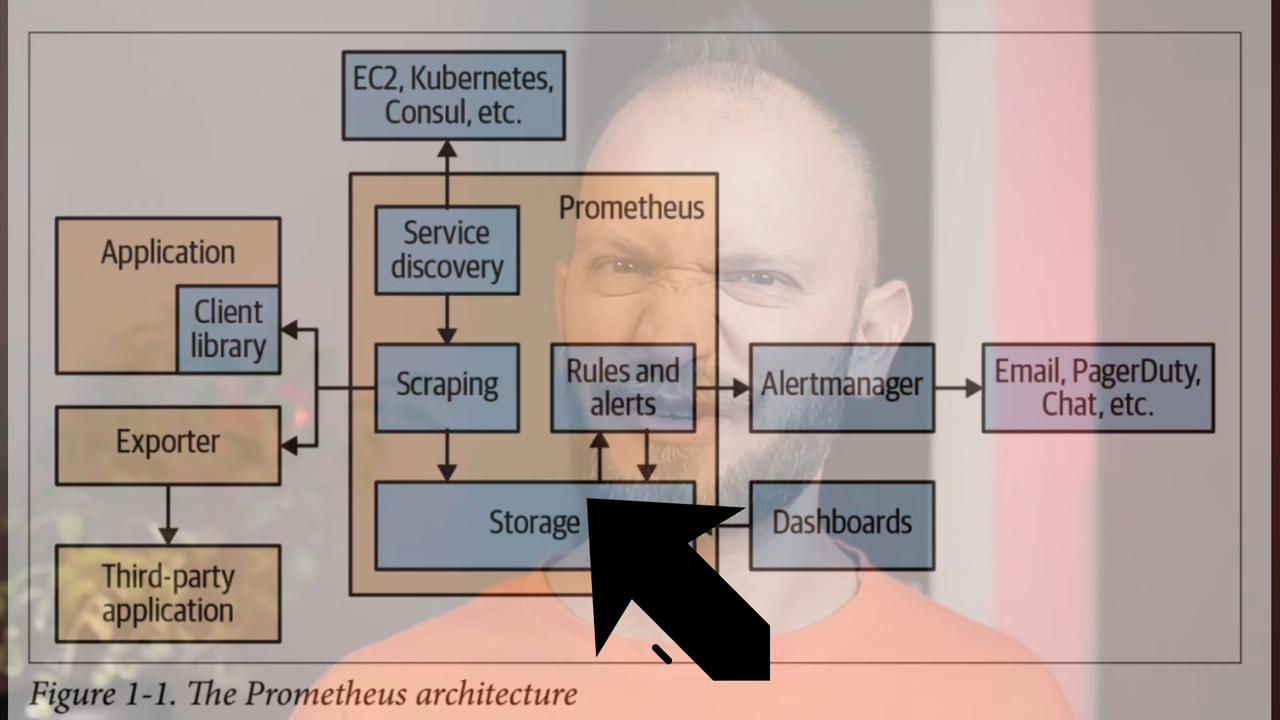 EC2, Kubernetes,
Consul, etc.
Prometheus
Service
discovery
Application
Client
library
Scraping
Rules and
alerts
Alertmanager
Email, PagerDuty,
Chat, etc.
Exporter
Storage
Dashboards
Third-party
application
Figure 1-1. The Prometheus architecture